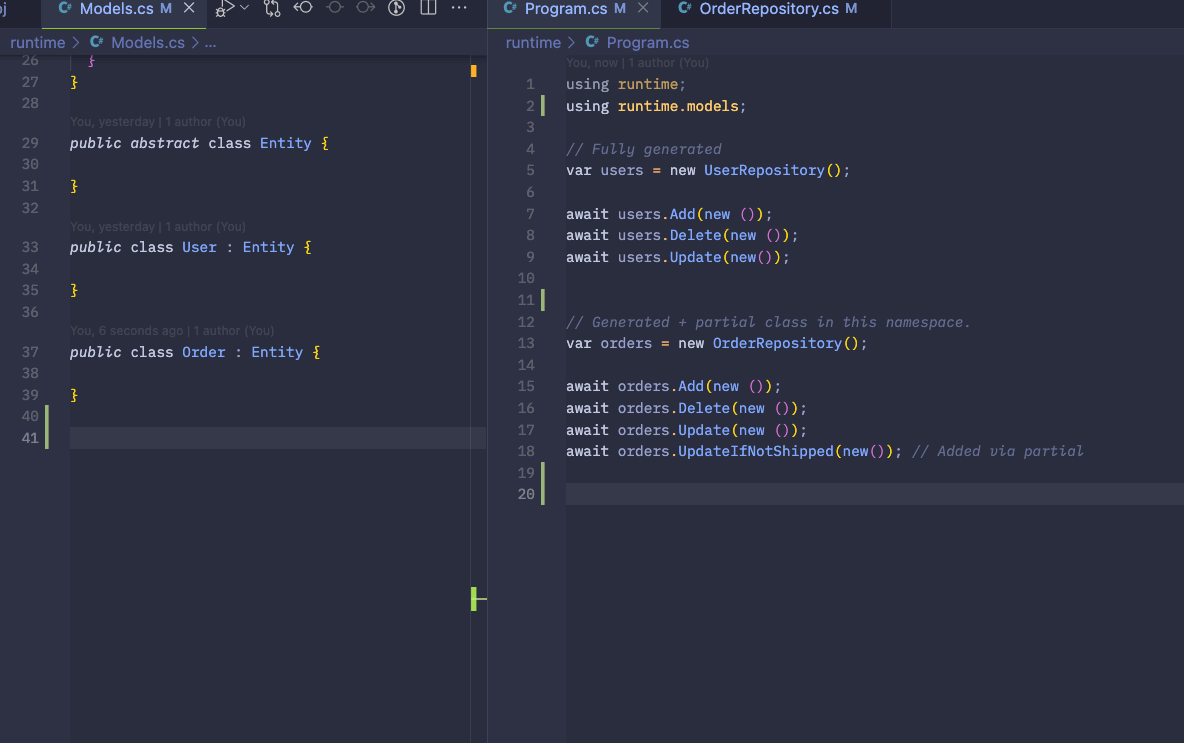 oj
Models.cs M
runtime > Models.cs > ...
26 }
27 }
28
You, yesterday | 1 author (You)
29 public abstract class Entity {
30
31 }
32
You, yesterday | 1 author (You)
33 public class User : Entity {
34
35 }
36
You, 6 seconds ago | 1 author (You)
37 public class Order : Entity {
38
39 }
40
41
Program.cs M
OrderRepository.cs M
runtime > Program.cs
You, now | 1 author (You)
1 using runtime;
2 using runtime.models;
3
4 // Fully generated
5 var users = new UserRepository();
6
7 await users.Add(new ());
8 await users.Delete(new ());
9 await users.Update(new());
10
11
12 // Generated + partial class in this namespace.
13 var orders = new OrderRepository();
14
15 await orders.Add(new ());
16 await orders.Delete(new ());
17 await orders.Update(new ());
18 await orders.UpdateIfNotShipped(new()); // Added via partial
19
20